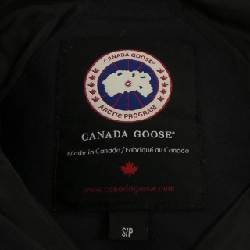 CANADA GOOSE
ARCTIC PROGRAM
CANADA GOOSE®
Made in Canada / Fabriqué au Canada
www.canadagoose.com
S/P